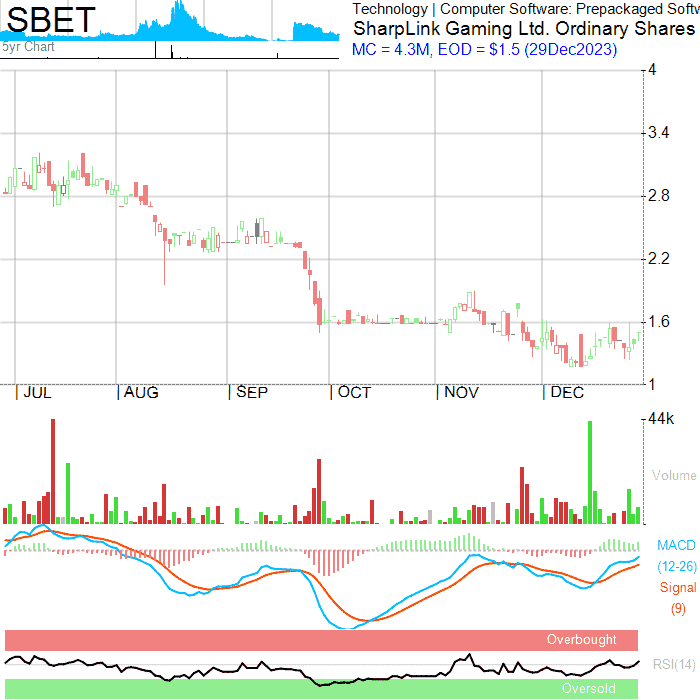 SBET
5yr Chart
Technology | Computer Software: Prepackaged Softw
SharpLink Gaming Ltd. Ordinary Shares
MC = 4.3M, EOD = $1.5 (29Dec2023)
4
3.4
2.8
2.2
1.6
1
JUL AUG SEP OCT NOV DEC
44k
Volume
MACD
(12-26)
Signal
(9)
Overbought
RSI(14)
Oversold